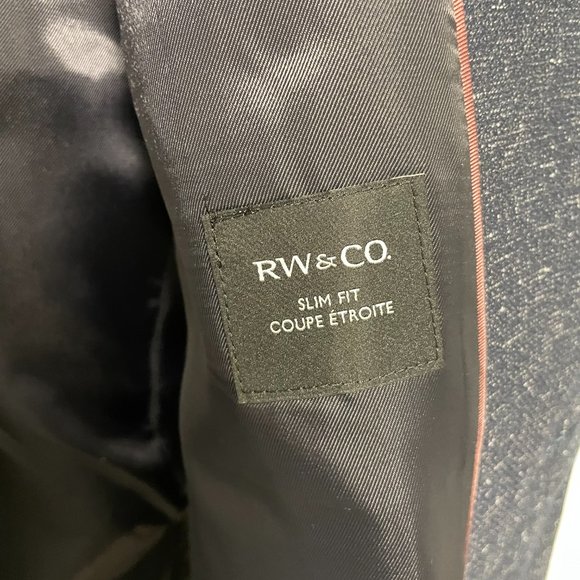 RW&CO.
SLIM FIT
COUPE ÉTROITE